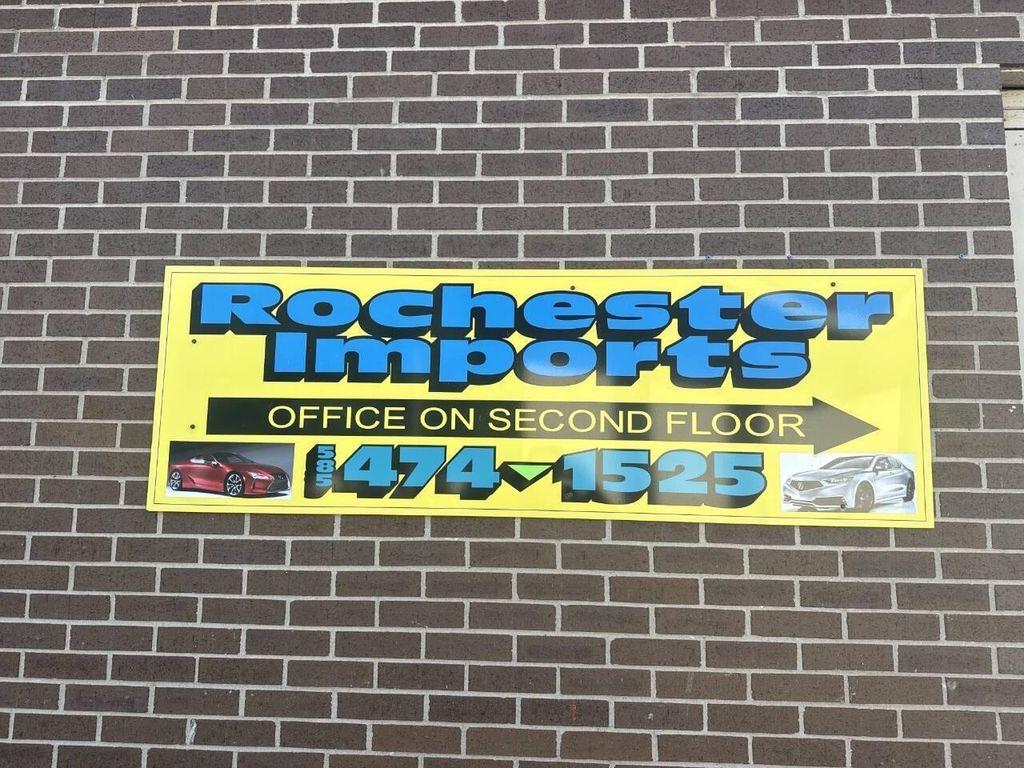 Rochester
Imports
OFFICE ON SECOND FLOOR
585 474 1525